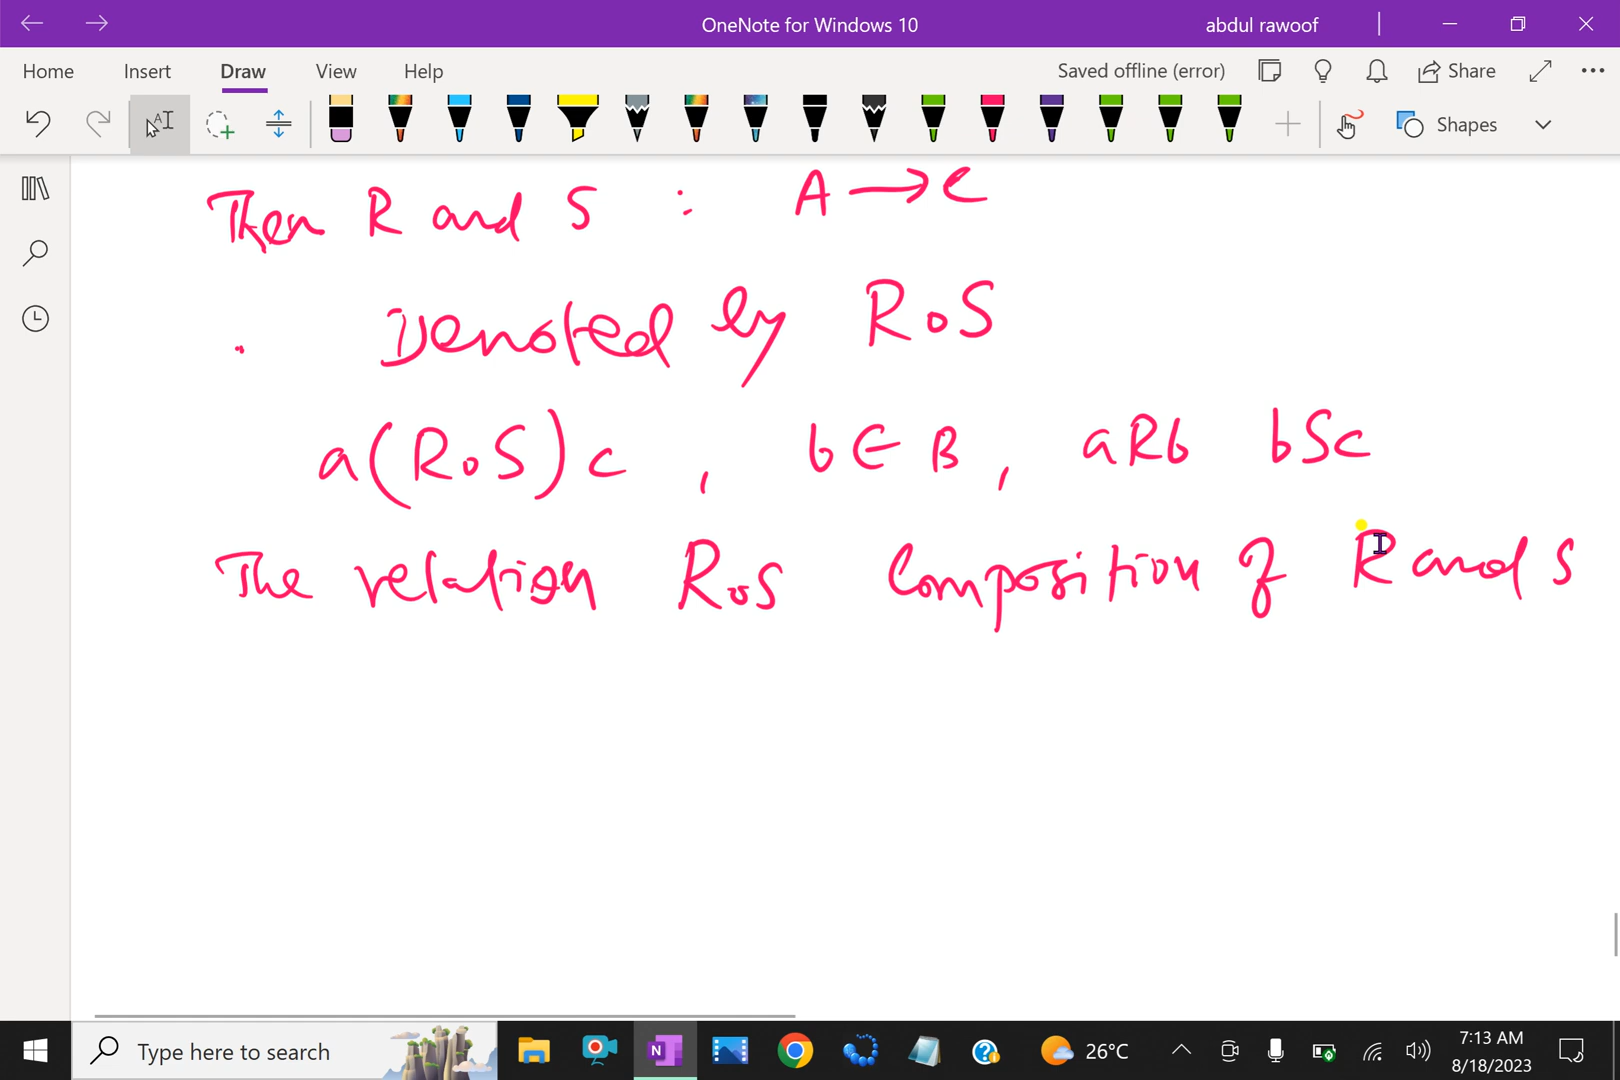 OneNote for Windows 10
abdul rawoof
Home Insert Draw View Help
Saved offline (error) Share
Shapes
Then R and S : A → C
Denoted by RoS
a(RoS)c , b ∈ B , aRb bSc
The relation RoS Composition of R and S
Type here to search
26°C
7:13 AM
8/18/2023